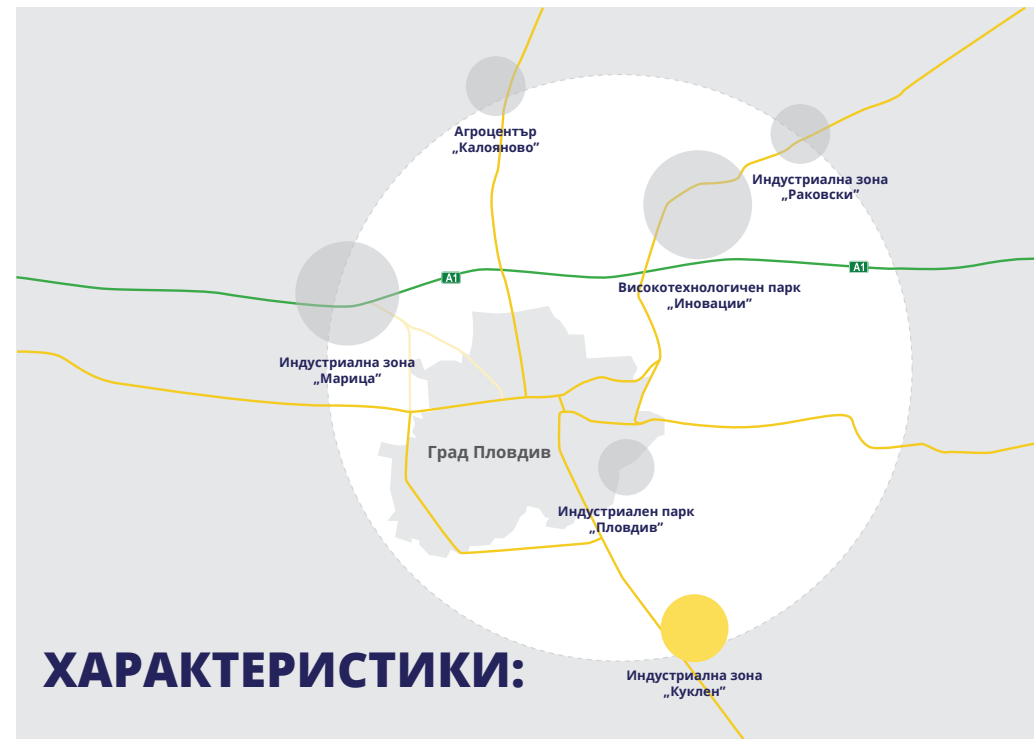 Агроцентър
„Калояново”
Индустриална зона
„Раковски”
A1
A1
Високотехнологичен парк
„Иновации”
Индустриална зона
„Марица”
Град Пловдив
Индустриален парк
„Пловдив”
ХАРАКТЕРИСТИКИ:
Индустриална зона
„Куклен”